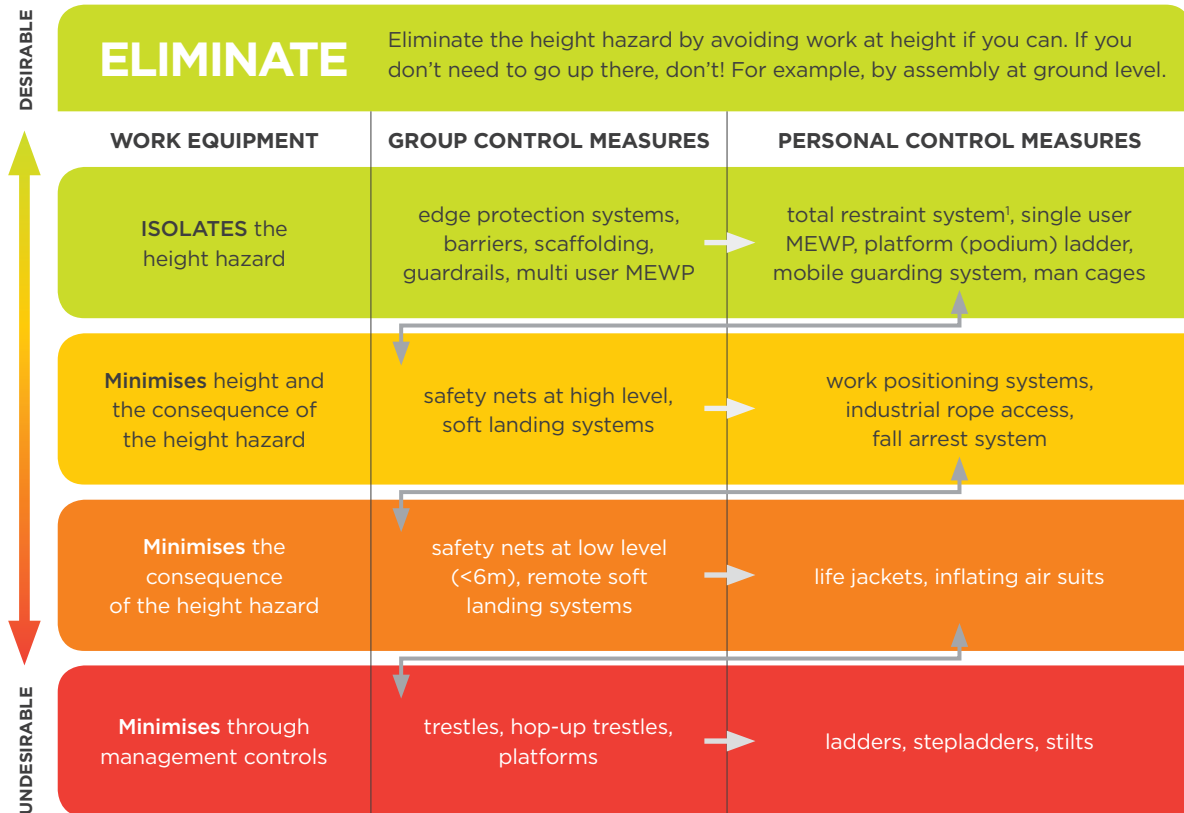 DESIRABLE
ELIMINATE
Eliminate the height hazard by avoiding work at height if you can. If you
don’t need to go up there, don’t! For example, by assembly at ground level.
WORK EQUIPMENT
GROUP CONTROL MEASURES
PERSONAL CONTROL MEASURES
ISOLATES the
height hazard
edge protection systems,
barriers, scaffolding,
guardrails, multi user MEWP
total restraint system¹, single user
MEWP, platform (podium) ladder,
mobile guarding system, man cages
Minimises height and
the consequence of
the height hazard
safety nets at high level,
soft landing systems
work positioning systems,
industrial rope access,
fall arrest system
Minimises the
consequence
of the height hazard
safety nets at low level
(<6m), remote soft
landing systems
life jackets, inflating air suits
Minimises through
management controls
trestles, hop-up trestles,
platforms
ladders, stepladders, stilts
UNDESIRABLE